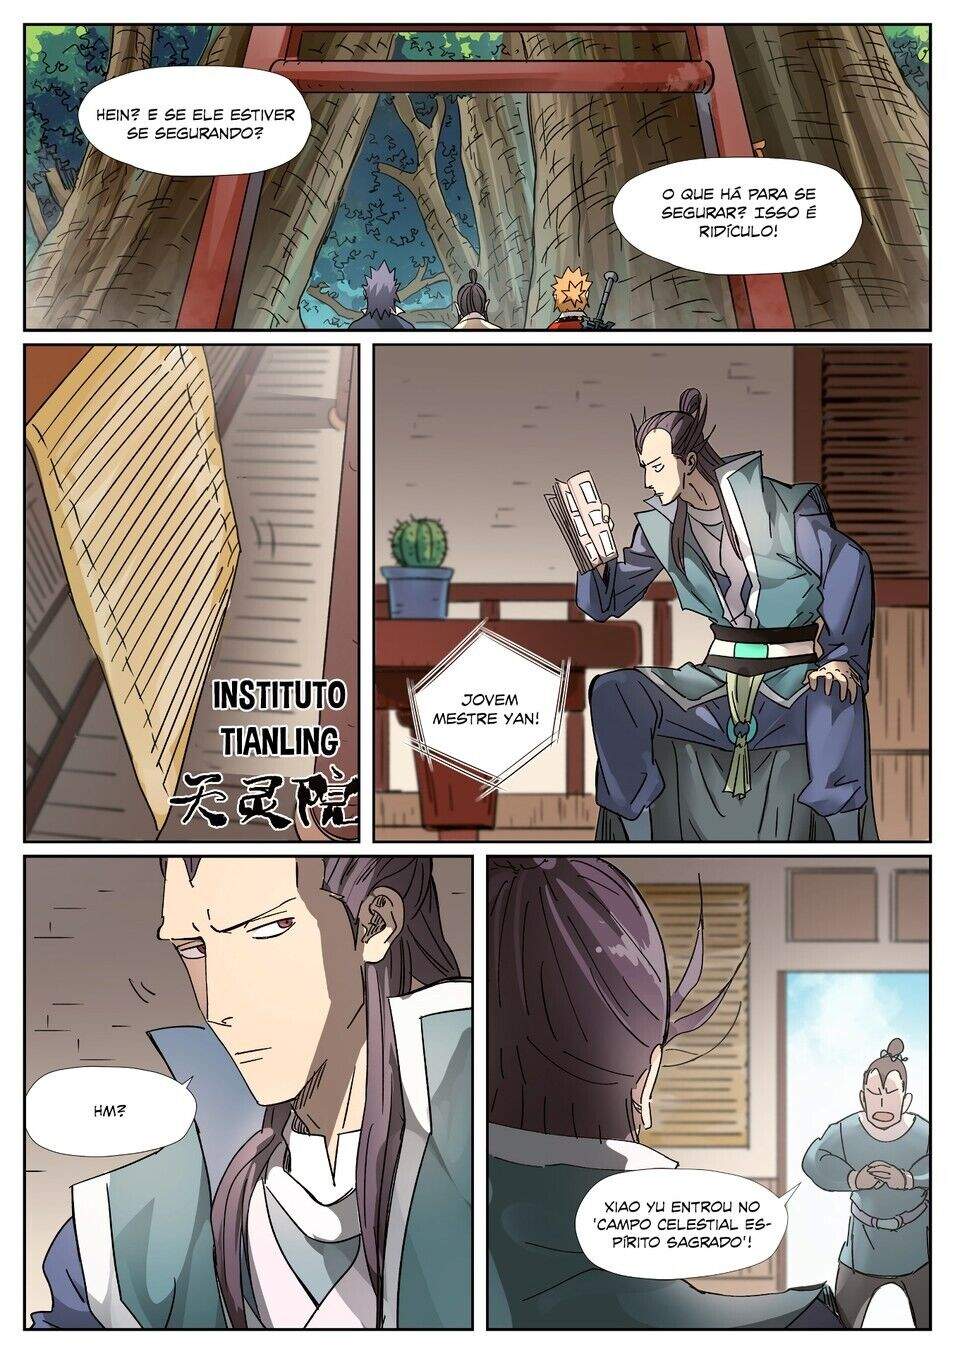 HEIN? E SE ELE ESTIVER
SE SEGURANDO?
O QUE HÁ PARA SE
SEGURAR? ISSO É
RIDÍCULO!
INSTITUTO
TIANLING
天灵院
JOVEM
MESTRE YAN!
HM?
XIAO YU ENTROU NO
'CAMPO CELESTIAL ES-
PÍRITO SAGRADO'!